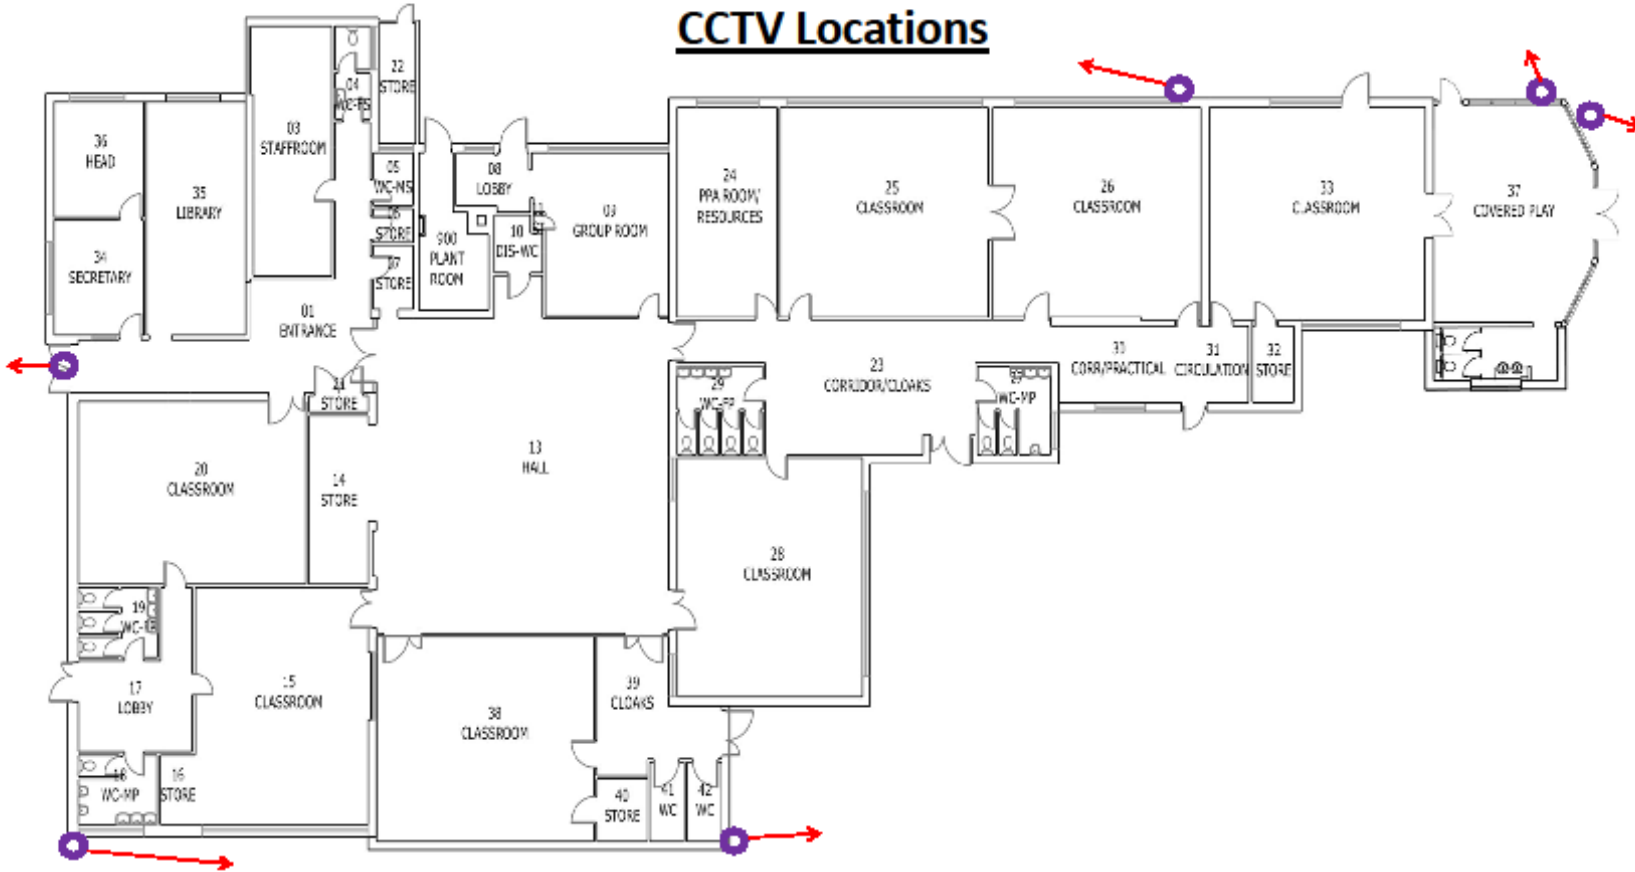 CCTV Locations
22
STORE
04
03
STAFFROOM
36
HEAD
35
LIBRARY
05
WC-MS
08
LOBBY
09
GROUP ROOM
24
PPA ROOM/
RESOURCES
25
CLASSROOM
26
CLASSROOM
33
CLASSROOM
37
COVERED PLAY
STORE
10
DIS-WC
900
PLANT
ROOM
34
SECRETARY
07
STORE
01
ENTRANCE
21
STORE
29
23
CORRIDOR/CLOAKS
WC-MP
30
CORR/PRACTICAL
31
CIRCULATION
32
STORE
13
HALL
20
CLASSROOM
14
STORE
28
CLASSROOM
19
17
LOBBY
15
CLASSROOM
38
CLASSROOM
39
CLOAKS
18
WC-MP
16
STORE
40
STORE
41
WC
42
WC